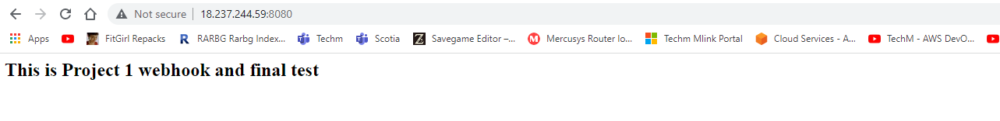 Not secure 18.237.244.59:8080
Apps FitGirl Repacks R RARBG Rarbg Index... Techm Scotia Z Savegame Editor –... M Mercusys Router lo... Techm Mlink Portal Cloud Services - A... TechM - AWS DevO...
This is Project 1 webhook and final test